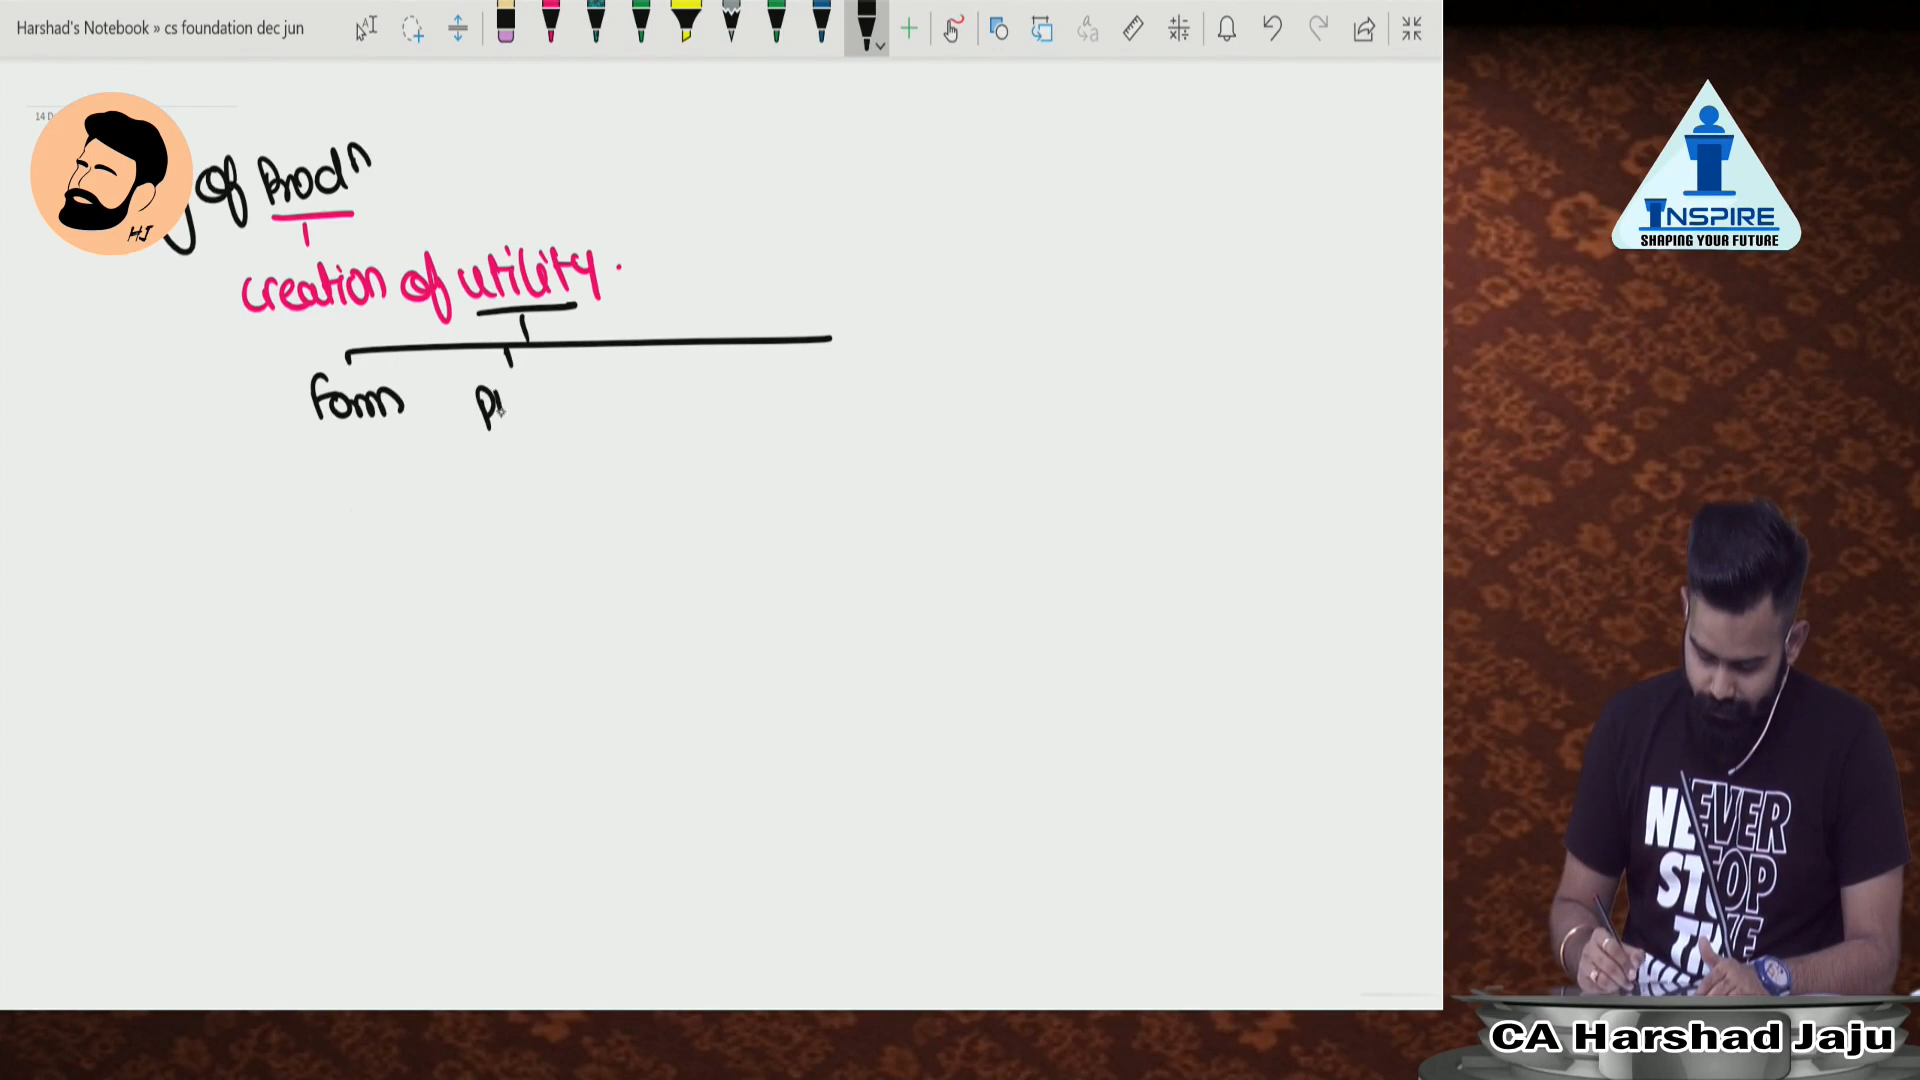 Harshad's Notebook » cs foundation dec jun
14 D
of Prodⁿ
creation of utility.
form
HJ
INSPIRE
SHAPING YOUR FUTURE
NEVER
STOP
CA Harshad Jaju